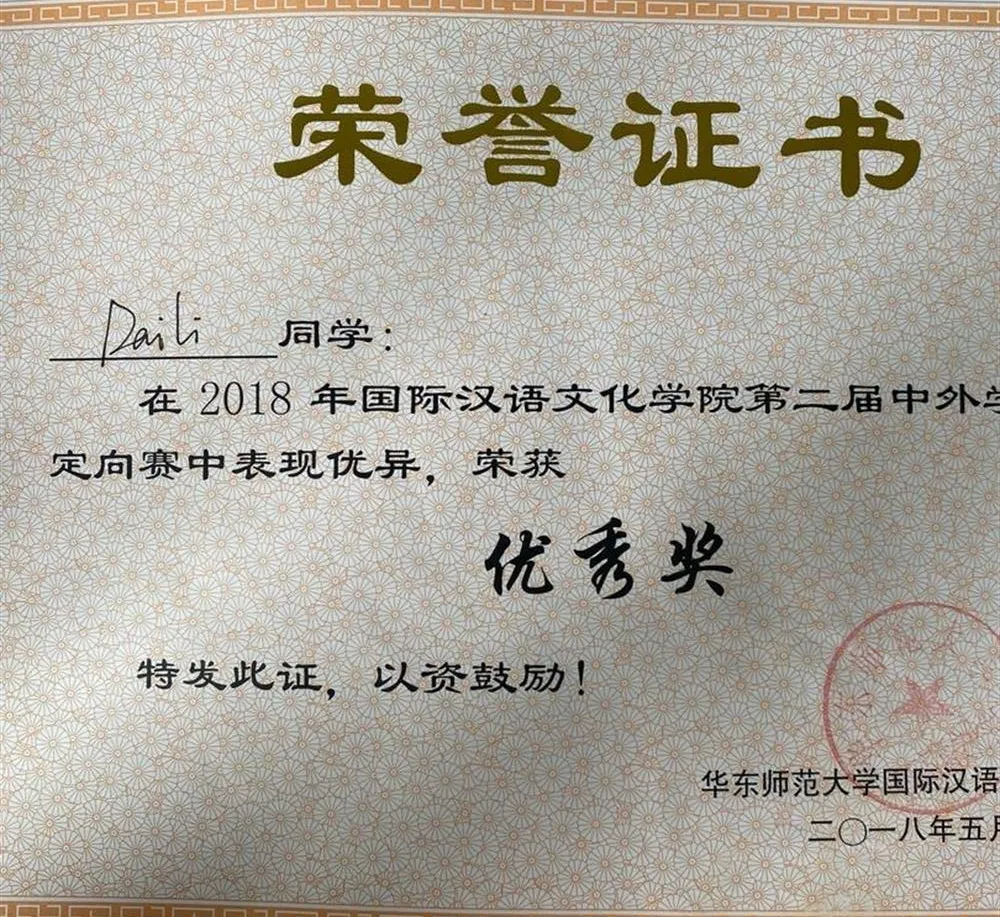 荣誉证书
Daili 同学：
在 2018 年国际汉语文化学院第二届中外学
定向赛中表现优异，荣获
优秀奖
特发此证，以资鼓励！
华东师范大学国际汉语
二〇一八年五月